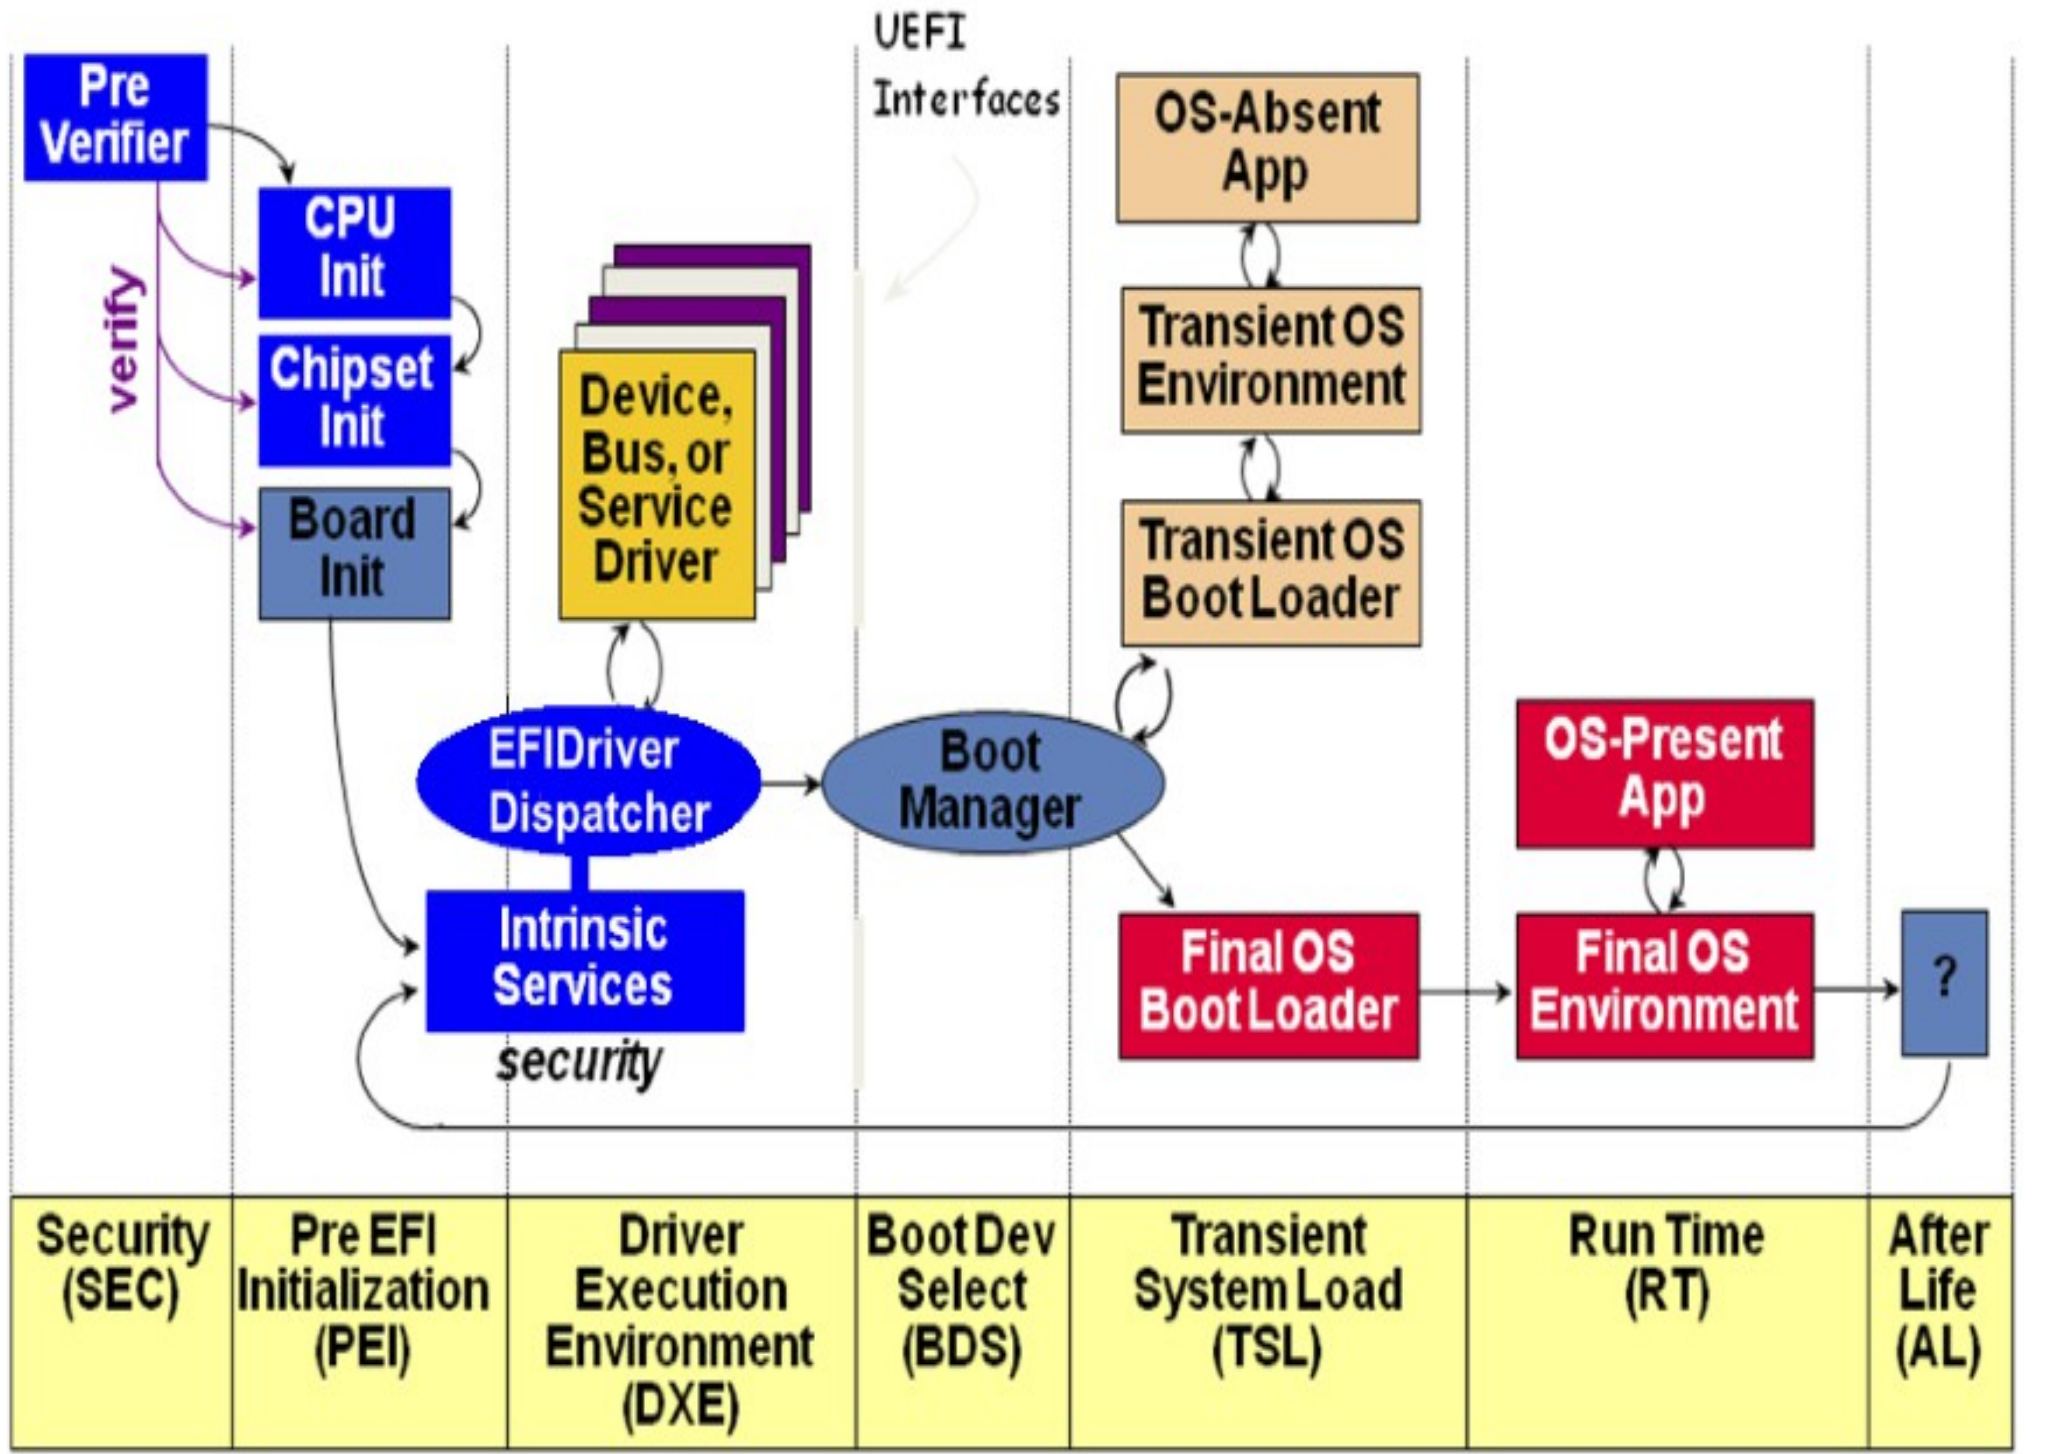 UEFI
Interfaces
Pre
Verifier
verify
CPU
Init
Chipset
Init
Board
Init
Device,
Bus, or
Service
Driver
EFIDriver
Dispatcher
Intrinsic
Services
security
Boot
Manager
OS-Absent
App
Transient OS
Environment
Transient OS
Boot Loader
Final OS
Boot Loader
OS-Present
App
Final OS
Environment
?
Security
(SEC)
Pre EFI
Initialization
(PEI)
Driver
Execution
Environment
(DXE)
Boot Dev
Select
(BDS)
Transient
System Load
(TSL)
Run Time
(RT)
After
Life
(AL)